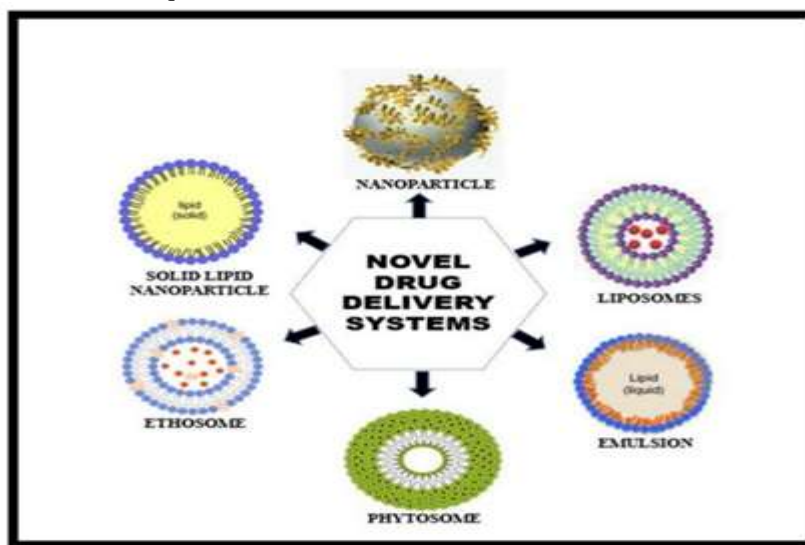 NANOPARTICLE
lipid
(solid)
SOLID LIPID
NANOPARTICLE
NOVEL
DRUG
DELIVERY
SYSTEMS
LIPOSOMES
ETHOSOME
Lipid
(liquid)
EMULSION
PHYTOSOME